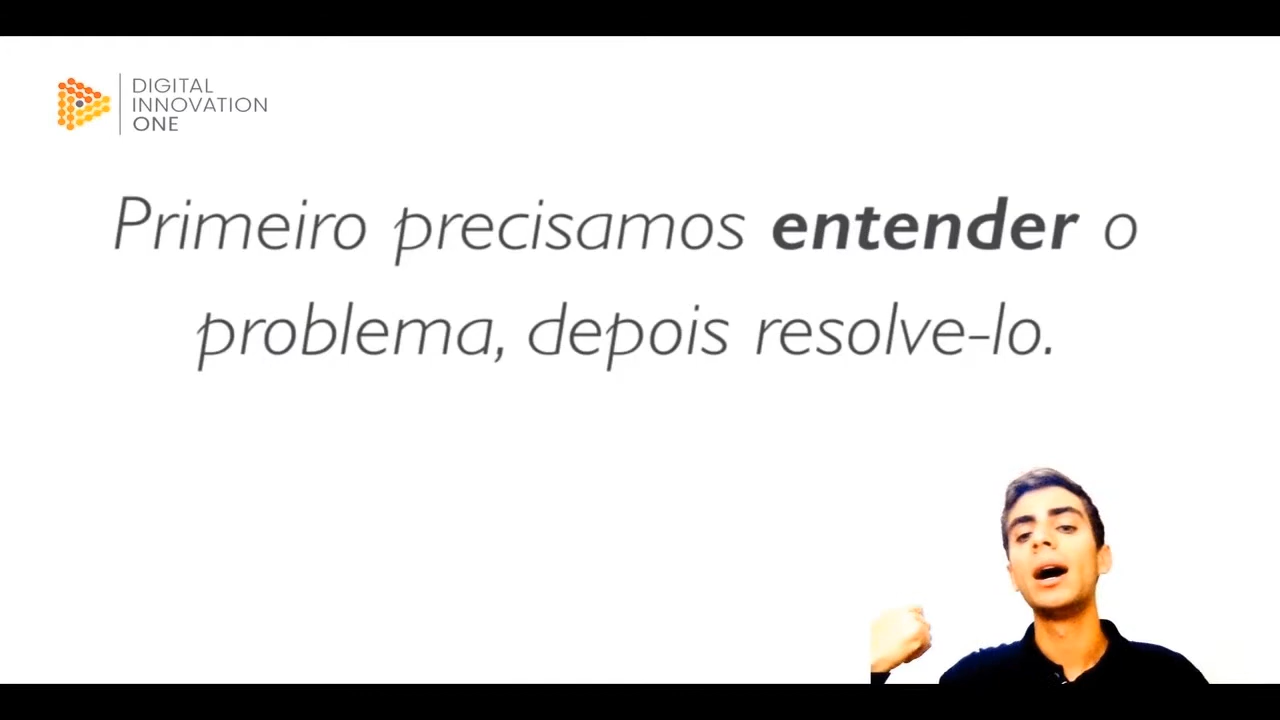 DIGITAL
INNOVATION
ONE
Primeiro precisamos entender o
problema, depois resolve-lo.